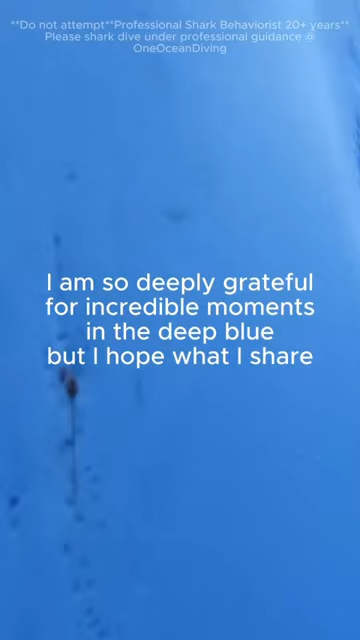 **Do not attempt**Professional Shark Behaviorist 20+ years**
Please shark dive under professional guidance @
OneOceanDiving
I am so deeply grateful
for incredible moments
in the deep blue
but I hope what I share